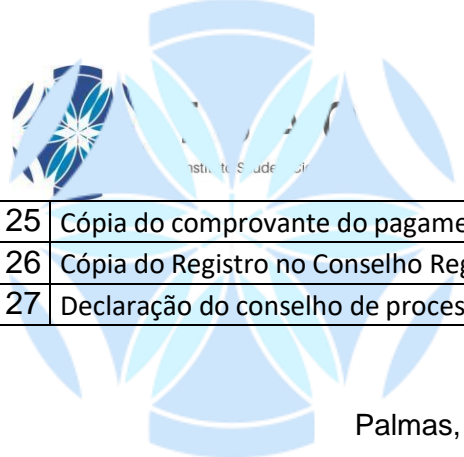 25 Cópia do comprovante do pagame
26 Cópia do Registro no Conselho Reg
27 Declaração do conselho de proces
Palmas,